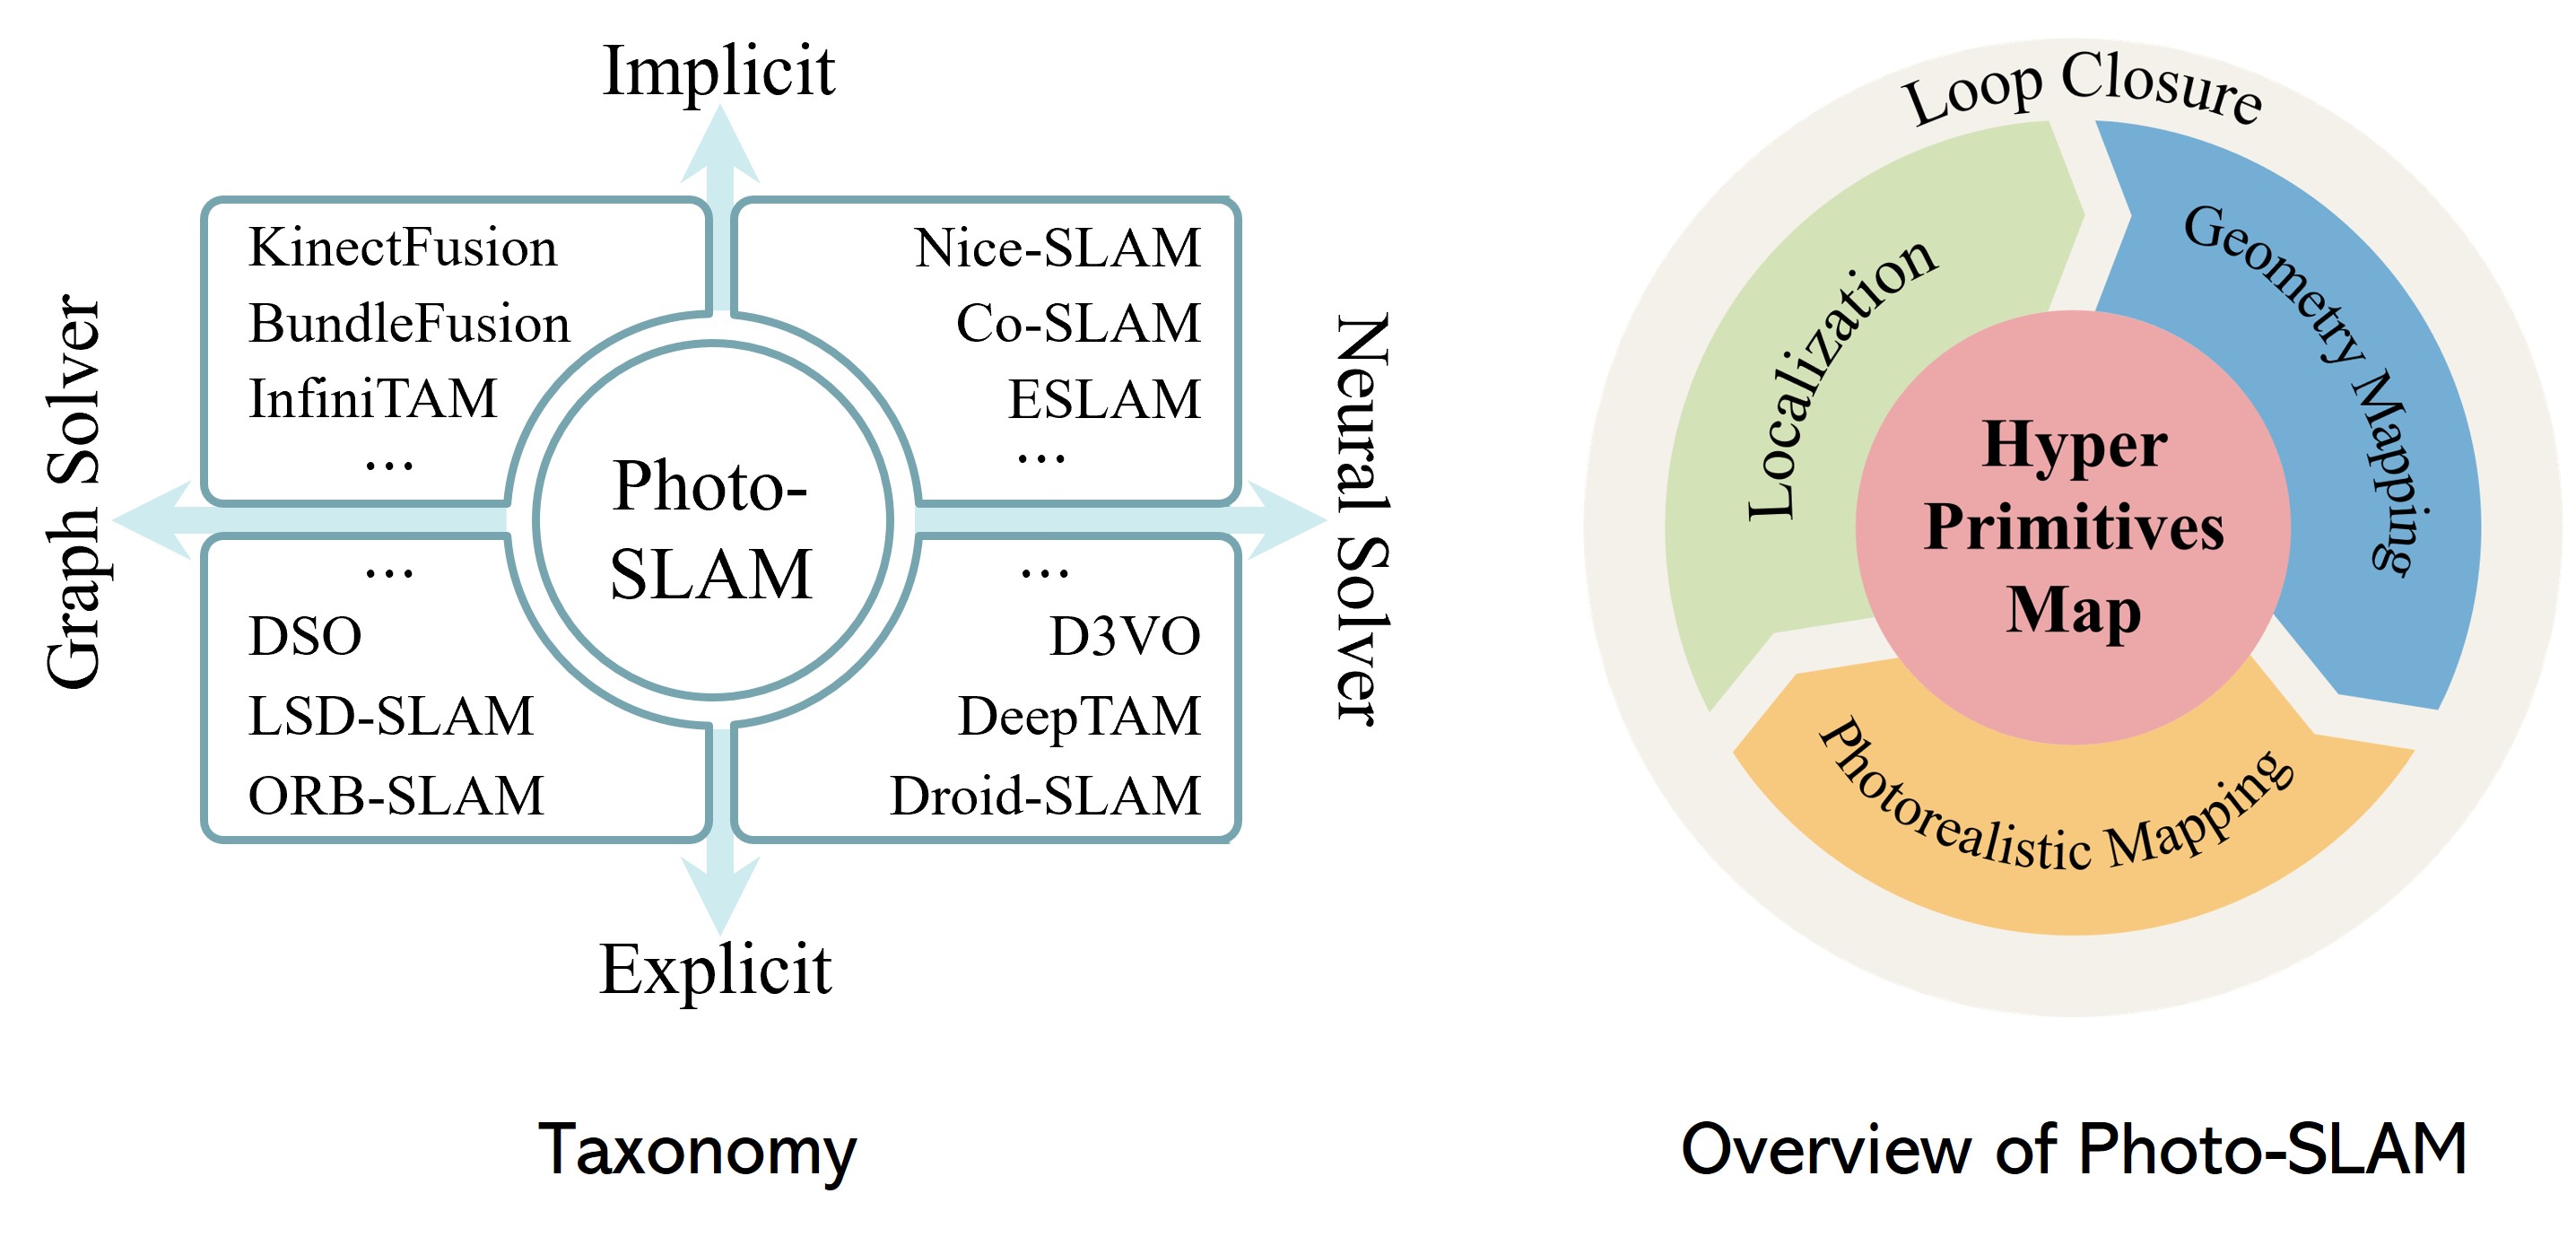 Implicit
Graph Solver
KinectFusion
BundleFusion
InfiniTAM
...
Nice-SLAM
Co-SLAM
ESLAM
...
Photo-
SLAM
...
DSO
LSD-SLAM
ORB-SLAM
...
D3VO
DeepTAM
Droid-SLAM
Neural Solver
Explicit
Taxonomy
Loop Closure
Localization
Geometry Mapping
Photorealistic Mapping
Hyper
Primitives
Map
Overview of Photo-SLAM